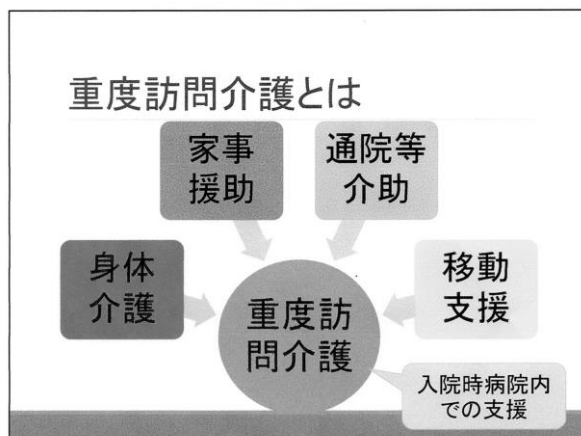 重度訪問介護とは
家事
援助
通院等
介助
身体
介護
移動
支援
重度訪
問介護
入院時病院内
での支援